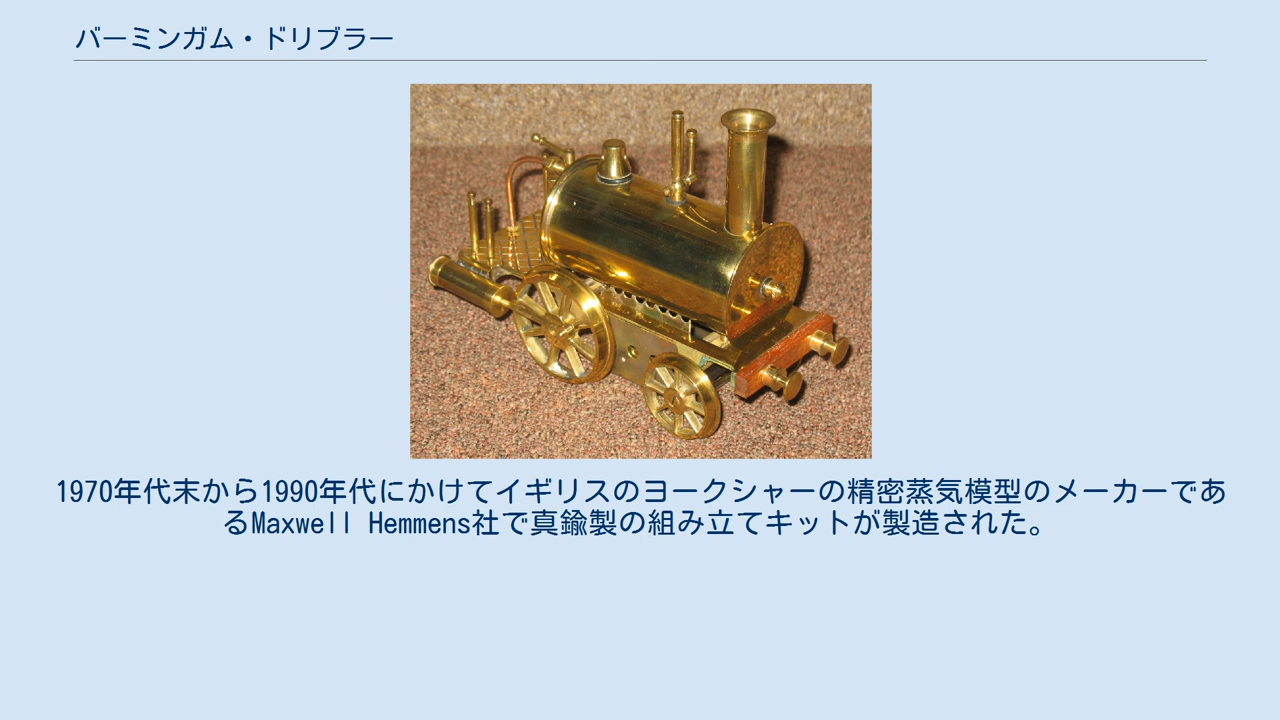 バーミンガム・ドリブラー
1970年代末から1990年代にかけてイギリスのヨークシャーの精密蒸気模型のメーカーであ
るMaxwell Hemmens社で真鍮製の組み立てキットが製造された。